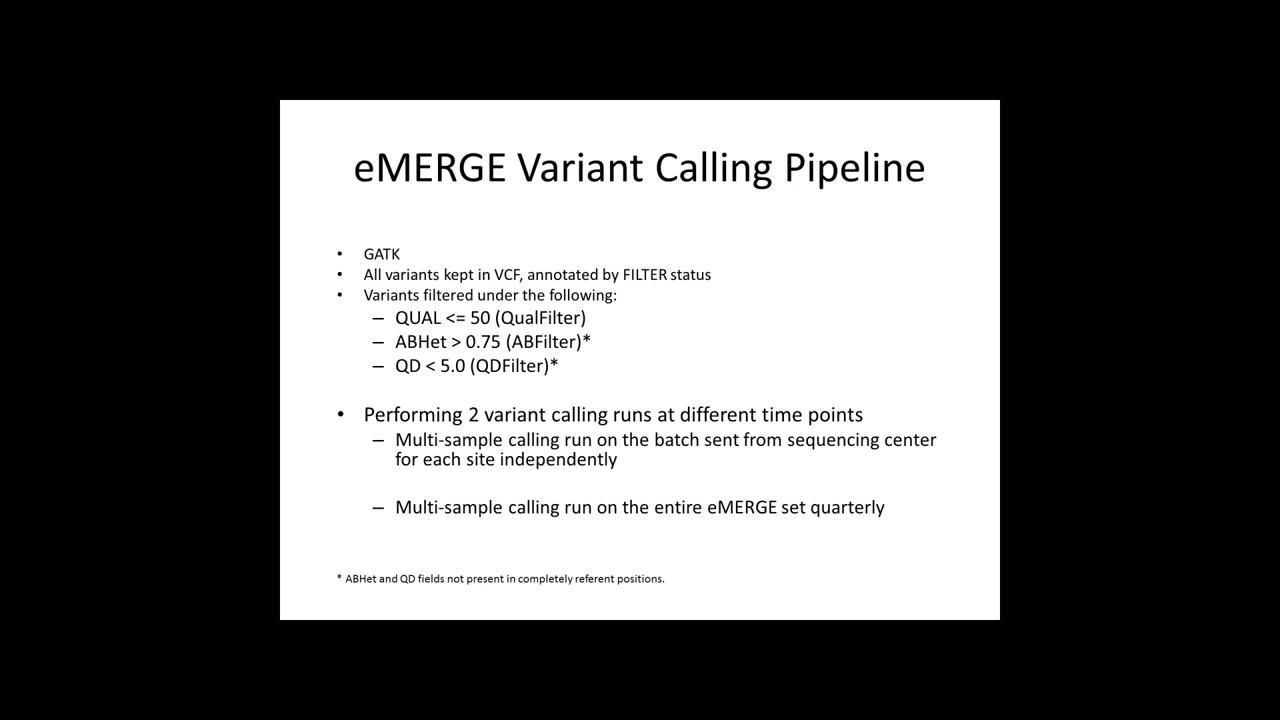 eMERGE Variant Calling Pipeline
• GATK
• All variants kept in VCF, annotated by FILTER status
• Variants filtered under the following:
– QUAL <= 50 (QualFilter)
– ABHet > 0.75 (ABFilter)*
– QD < 5.0 (QDFilter)*
• Performing 2 variant calling runs at different time points
– Multi-sample calling run on the batch sent from sequencing center
for each site independently
– Multi-sample calling run on the entire eMERGE set quarterly
* ABHet and QD fields not present in completely referent positions.